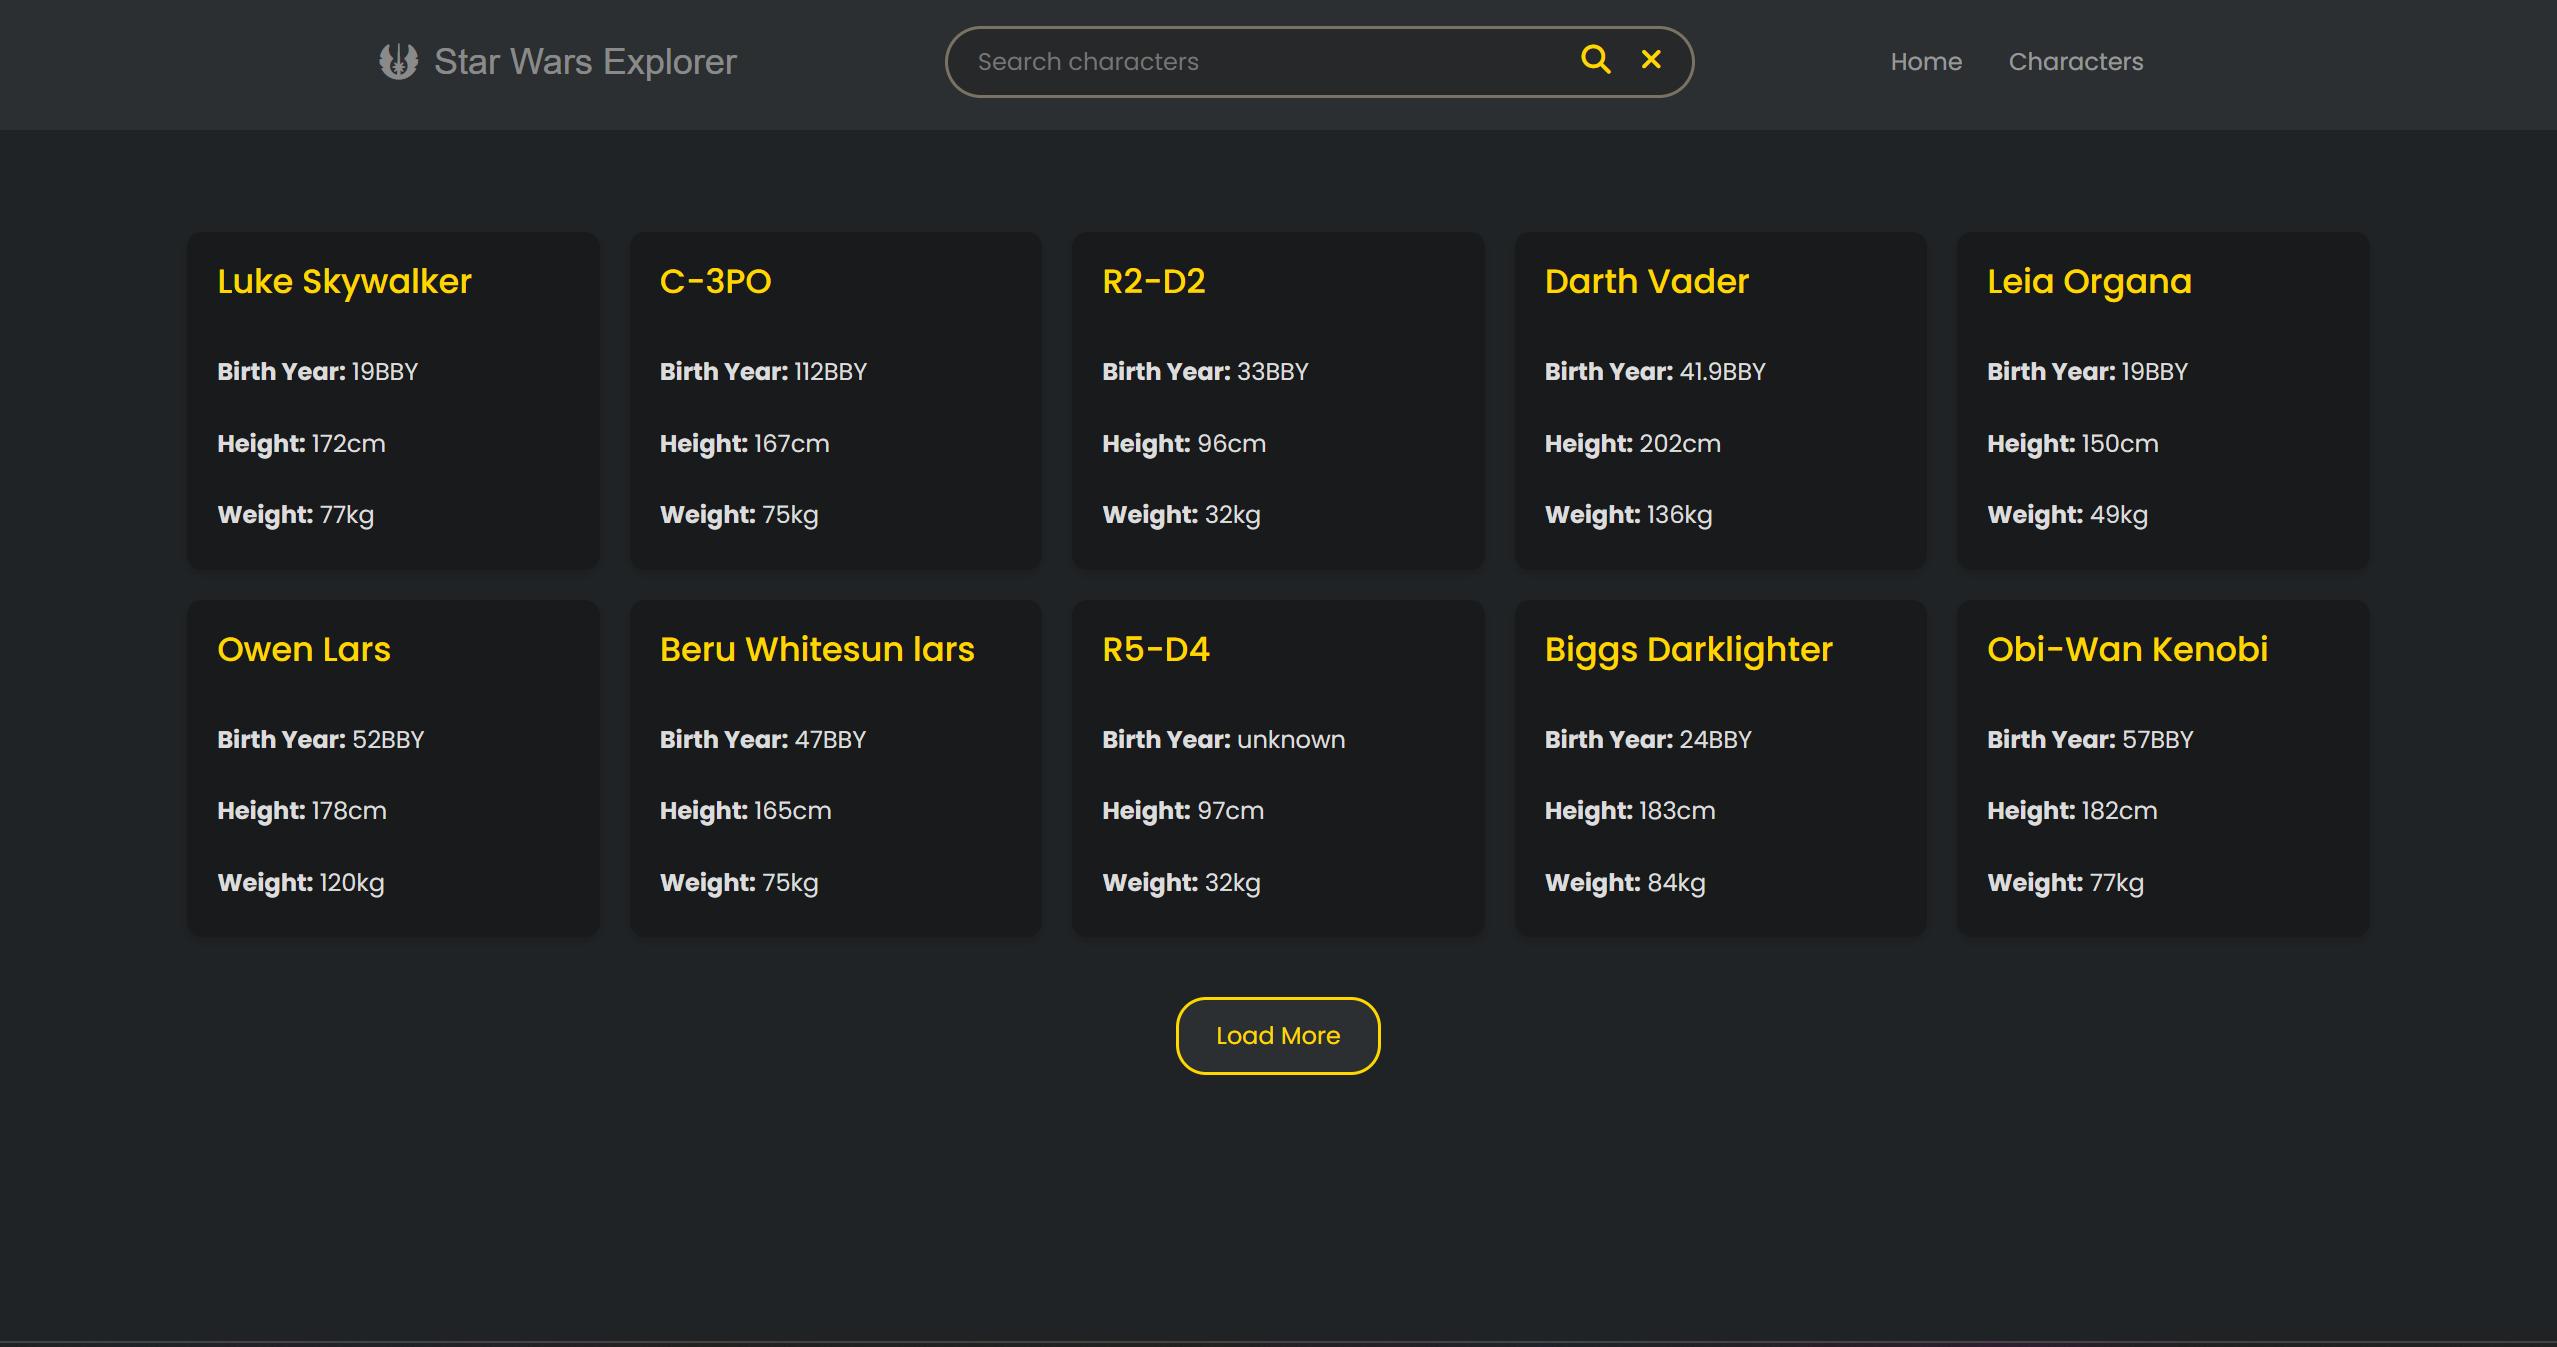 Star Wars Explorer
Search characters
Home
Characters
Luke Skywalker
Birth Year: 19BBY
Height: 172cm
Weight: 77kg
C-3PO
Birth Year: 112BBY
Height: 167cm
Weight: 75kg
R2-D2
Birth Year: 33BBY
Height: 96cm
Weight: 32kg
Darth Vader
Birth Year: 41.9BBY
Height: 202cm
Weight: 136kg
Leia Organa
Birth Year: 19BBY
Height: 150cm
Weight: 49kg
Owen Lars
Birth Year: 52BBY
Height: 178cm
Weight: 120kg
Beru Whitesun lars
Birth Year: 47BBY
Height: 165cm
Weight: 75kg
R5-D4
Birth Year: unknown
Height: 97cm
Weight: 32kg
Biggs Darklighter
Birth Year: 24BBY
Height: 183cm
Weight: 84kg
Obi-Wan Kenobi
Birth Year: 57BBY
Height: 182cm
Weight: 77kg
Load More